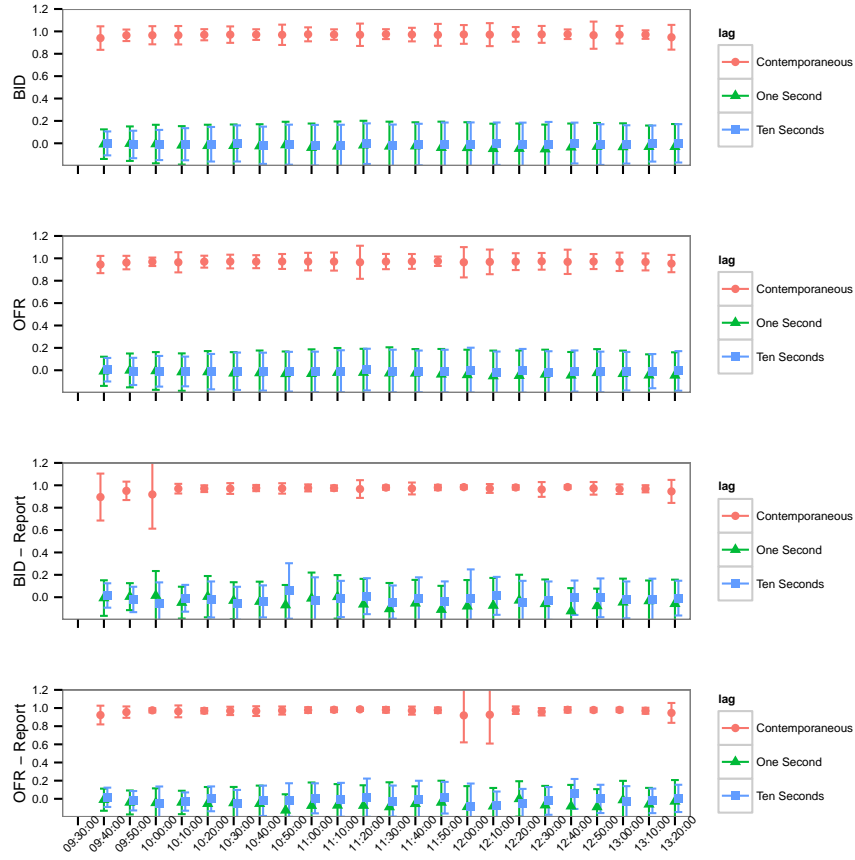 1.2
1.0
0.8
0.6
0.4
0.2
0.0
BID
lag
Contemporaneous
One Second
Ten Seconds
1.2
1.0
0.8
0.6
0.4
0.2
0.0
OFR
lag
Contemporaneous
One Second
Ten Seconds
1.2
1.0
0.8
0.6
0.4
0.2
0.0
BID − Report
lag
Contemporaneous
One Second
Ten Seconds
1.2
1.0
0.8
0.6
0.4
0.2
0.0
OFR − Report
lag
Contemporaneous
One Second
Ten Seconds
09:30:00
09:40:00
09:50:00
10:00:00
10:10:00
10:20:00
10:30:00
10:40:00
10:50:00
11:00:00
11:10:00
11:20:00
11:30:00
11:40:00
11:50:00
12:00:00
12:10:00
12:20:00
12:30:00
12:40:00
12:50:00
13:00:00
13:10:00
13:20:00